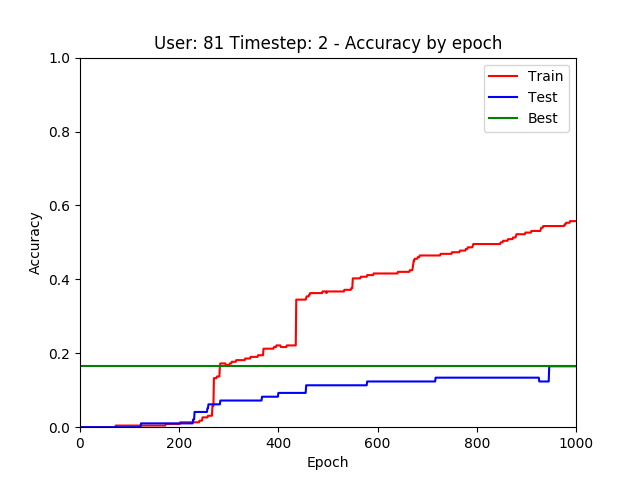 User: 81 Timestep: 2 - Accuracy by epoch
1.0
0.8
0.6
0.4
0.2
0.0
Accuracy
Train
Test
Best
0 200 400 600 800 1000
Epoch